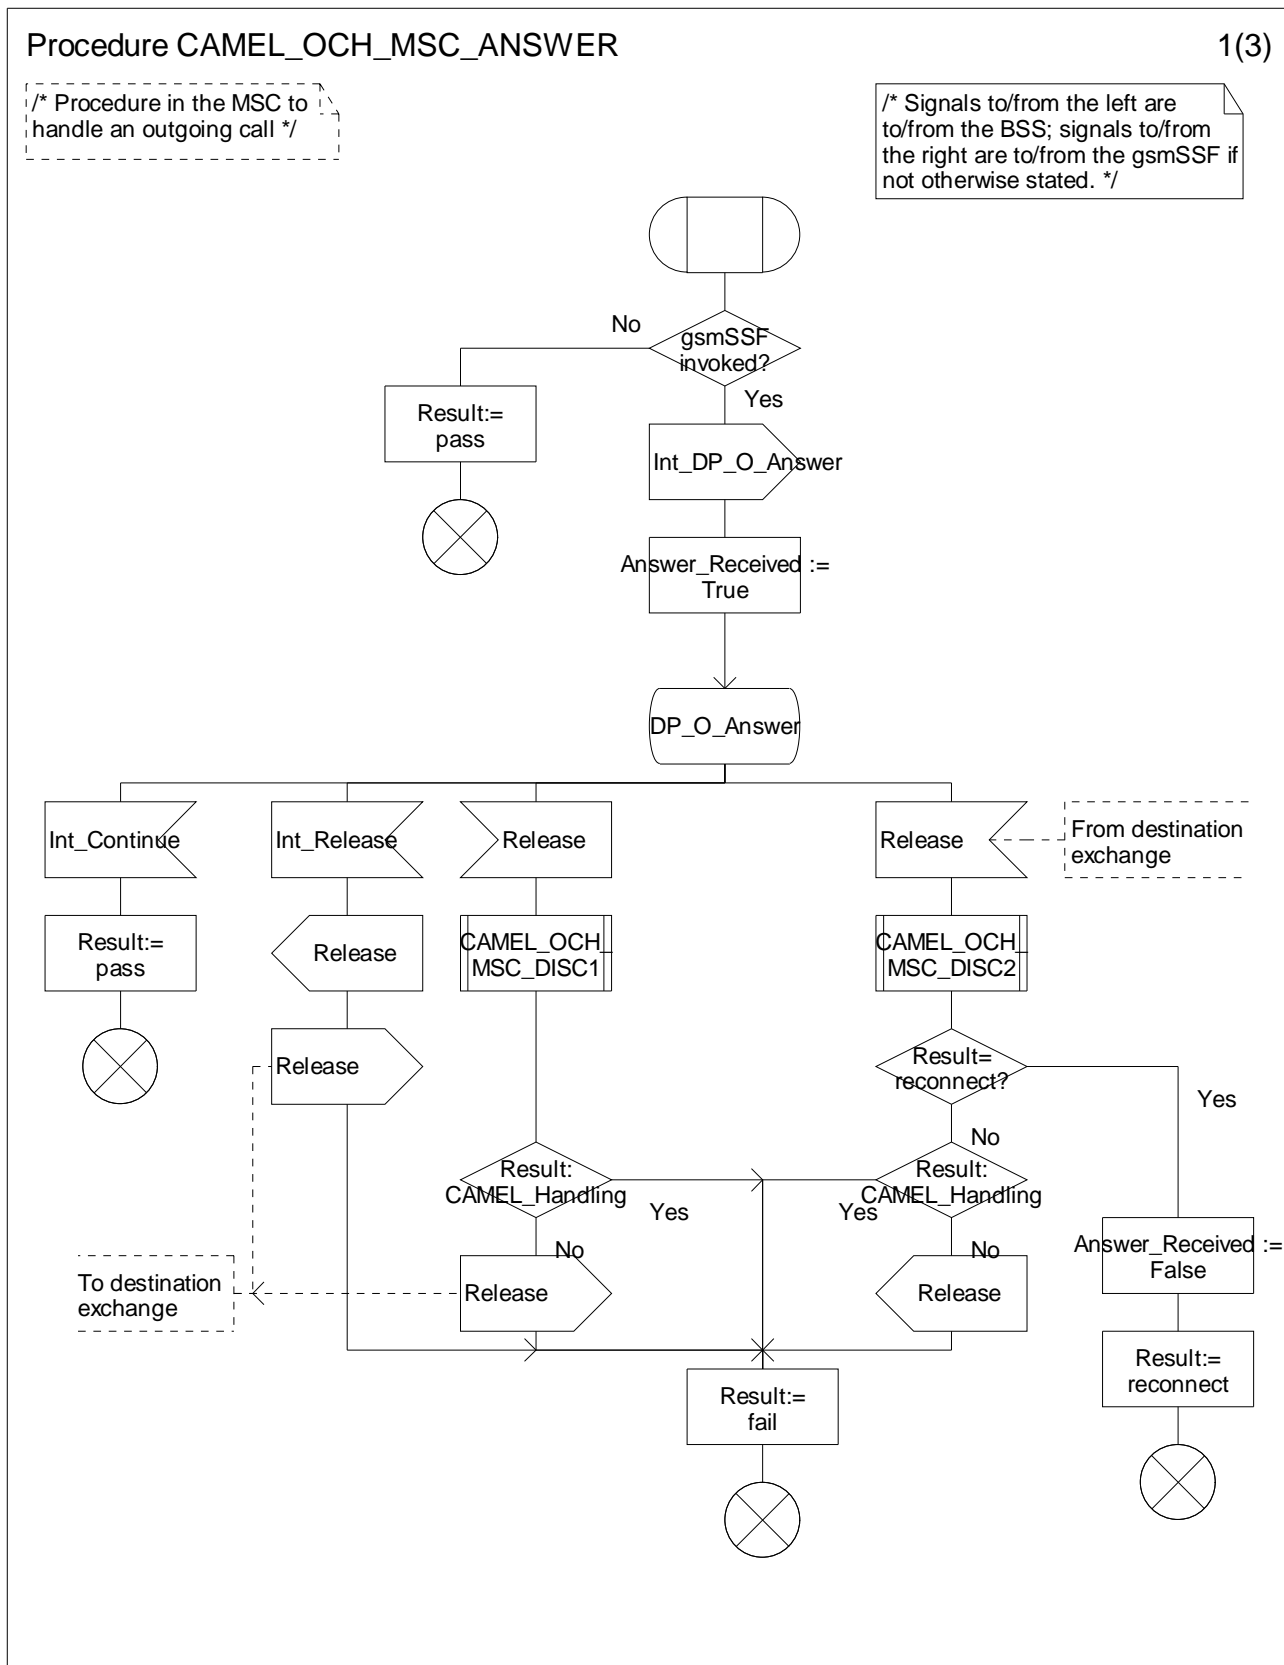 Procedure CAMEL_OCH_MSC_ANSWER
1(3)
/* Procedure in the MSC to
handle an outgoing call */
/* Signals to/from the left are
to/from the BSS; signals to/from
the right are to/from the gsmSSF if
not otherwise stated. */
gsmSSF
invoked?
No
Yes
Result:=
pass
Int_DP_O_Answer
Answer_Received :=
True
DP_O_Answer
Int_Continue
Int_Release
Release
Release
From destination
exchange
Result:=
pass
Release
CAMEL_OCH_
MSC_DISC1
CAMEL_OCH_
MSC_DISC2
Release
Result=
reconnect?
Yes
No
Result:
CAMEL_Handling
Yes
No
Result:
CAMEL_Handling
Yes
No
Answer_Received :=
False
To destination
exchange
Release
Release
Result:=
reconnect
Result:=
fail